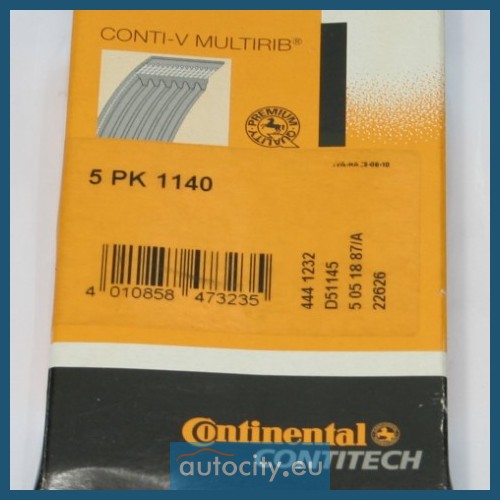 CONTI-V MULTIRIB®
PREMIUM QUALITY
5 PK 1140
4 010858 473235
444 1232
D51145
5 05 18 87/A
22626
Continental
CONTITECH
autocity.eu